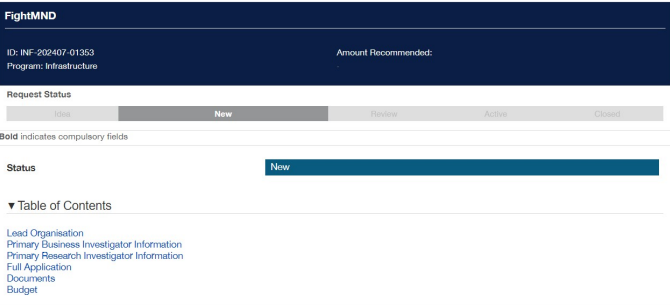 FightMND
ID: INF-202407-01353
Amount Recommended:
Program: Infrastructure
Request Status
Idea New Review Active Closed
Bold indicates compulsory fields
Status New
▼ Table of Contents
Lead Organisation
Primary Business Investigator Information
Primary Research Investigator Information
Full Application
Documents
Budget